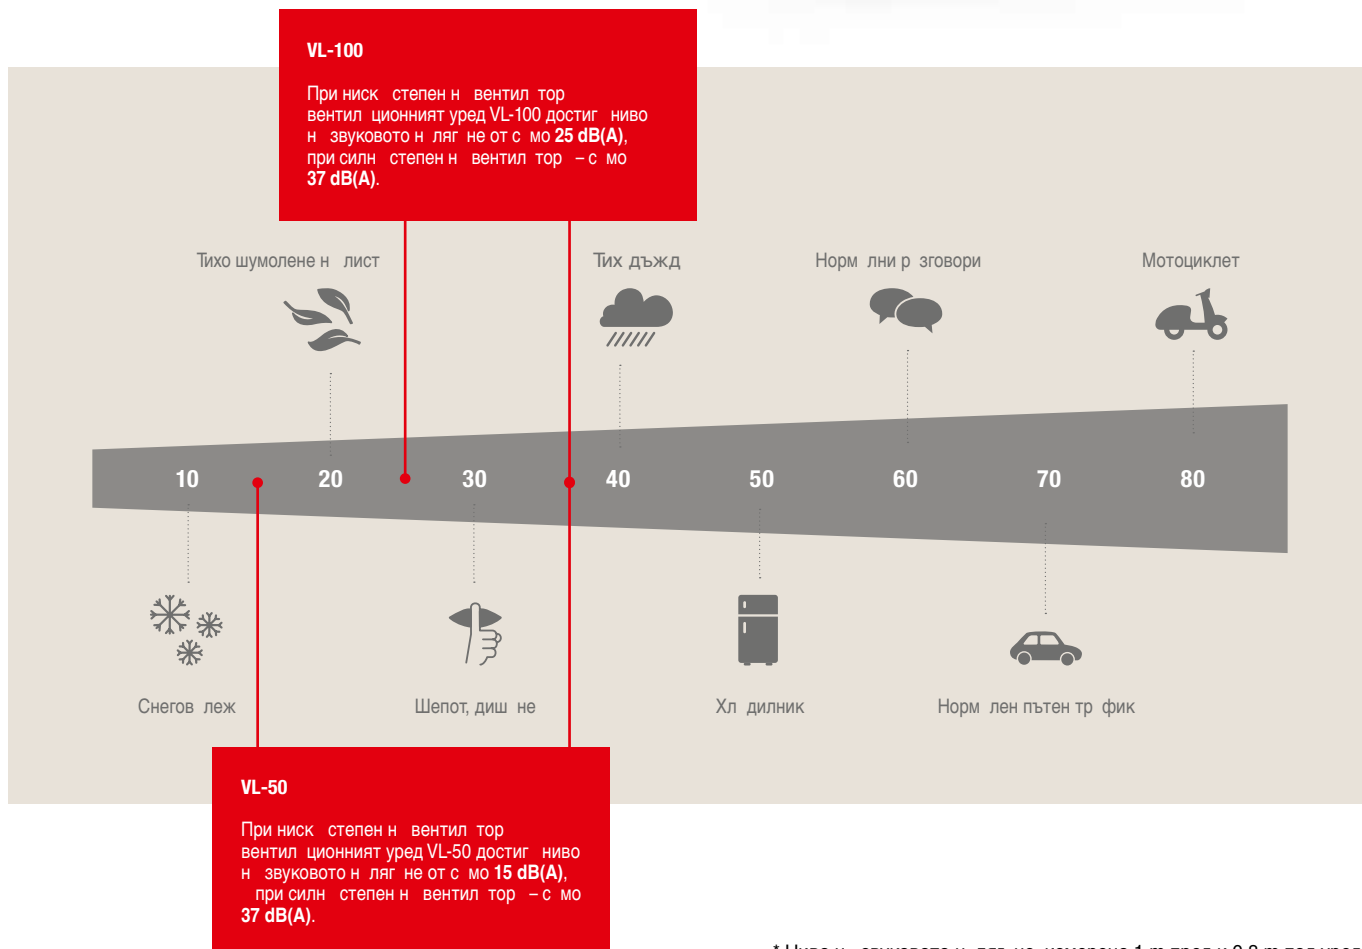 VL-100
При ниск степен н вентил тор
вентил ционният уред VL-100 достиг ниво
н звуковото н ляг не от с мо 25 dB(A),
при силн степен н вентил тор – с мо
37 dB(A).
Тихо шумолене н лист
Тих дъжд
Норм лни р зговори
Мотоциклет
10 20 30 40 50 60 70 80
Снегов леж
Шепот, диш не
Хл дилник
Норм лен пътен тр фик
VL-50
При ниск степен н вентил тор
вентил ционният уред VL-50 достиг ниво
н звуковото н ляг не от с мо 15 dB(A),
при силн степен н вентил тор – с мо
37 dB(A).